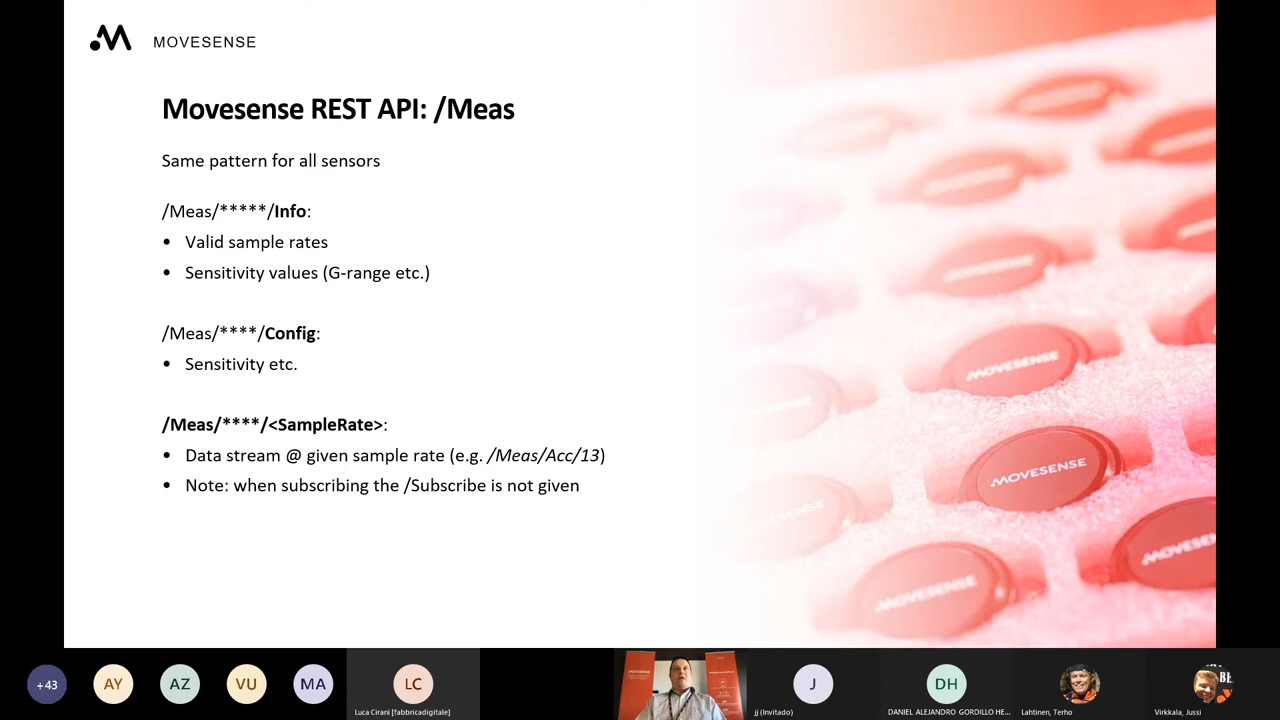 MOVESENSE
Movesense REST API: /Meas
Same pattern for all sensors
/Meas/*****/Info:
• Valid sample rates
• Sensitivity values (G-range etc.)
/Meas/****/Config:
• Sensitivity etc.
/Meas/****/<SampleRate>:
• Data stream @ given sample rate (e.g. /Meas/Acc/13)
• Note: when subscribing the /Subscribe is not given
MOVESENSE
MOVESENSE
MOVESENSE
+43
AY
AZ
VU
MA
LC
J
DH
Luca Cirani [fabbricadigitale]
jj (Invitado)
DANIEL ALEJANDRO GORDILLO HE...
Lahtinen, Terho
Virkkala, Jussi